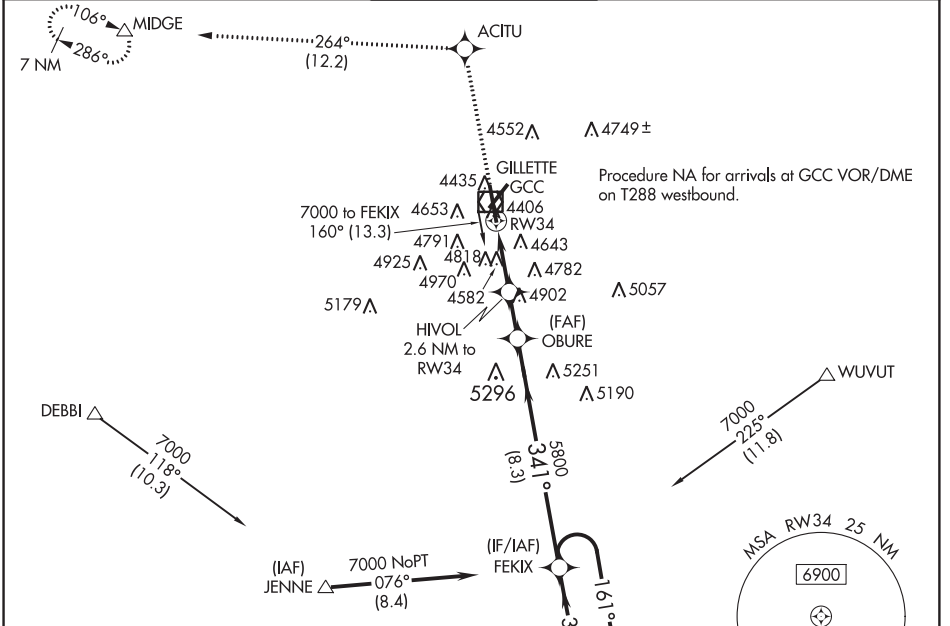 106°
MIDGE
286°
7 NM
264°
(12.2)
ACITU
4552
4749±
GILLETTE
GCC
4435
4406
RW34
Procedure NA for arrivals at GCC VOR/DME
on T288 westbound.
7000 to FEKIX
160° (13.3)
4653
4791
4818
4643
4925
4970
4782
4582
4902
5057
5179
HIVOL
2.6 NM to
RW34
(FAF)
OBURE
5296
5251
5190
WUVUT
7000
225°
(11.8)
DEBBI
7000
118°
(10.3)
5800
341°
(8.3)
(IF/IAF)
FEKIX
(IAF)
JENNE
7000 NoPT
076°
(8.4)
161°
3
MSA RW34 25 NM
6900